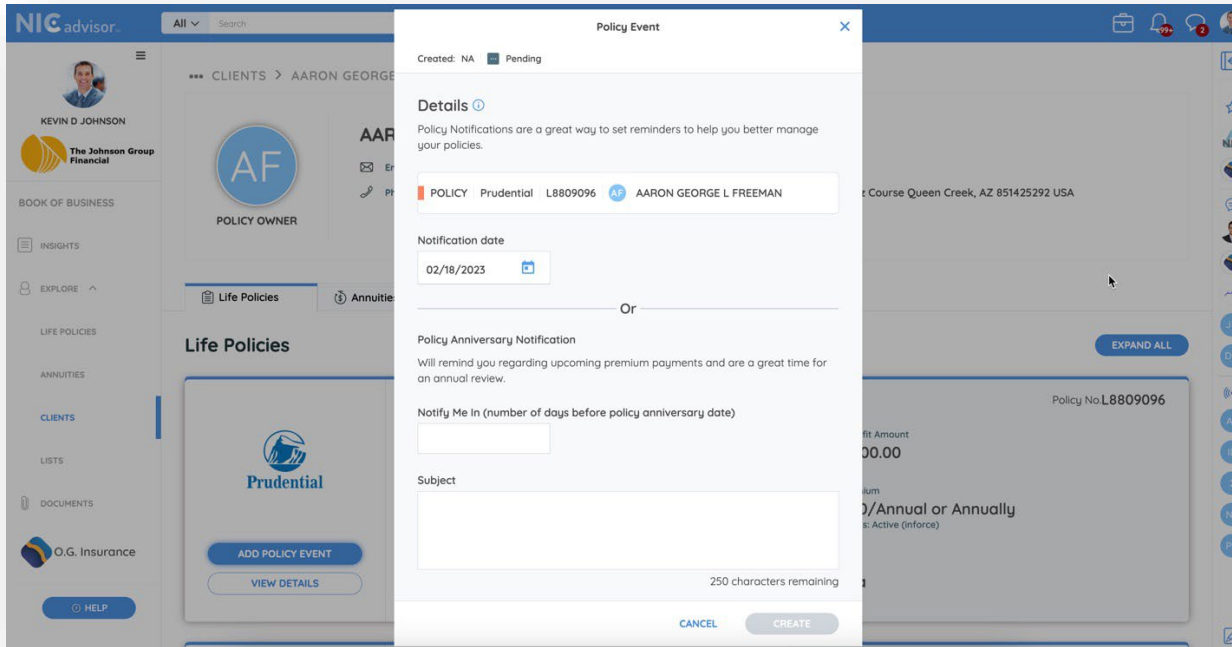 NIC advisor
All
Search
99+
2
KEVIN D JOHNSON
The Johnson Group
Financial
BOOK OF BUSINESS
INSIGHTS
EXPLORE
LIFE POLICIES
ANNUITIES
CLIENTS
LISTS
DOCUMENTS
O.G. Insurance
HELP
CLIENTS > AARON GEORGE
AF
POLICY OWNER
Course Queen Creek, AZ 851425292 USA
Life Policies
Life Policies
EXPAND ALL
Prudential
ADD POLICY EVENT
VIEW DETAILS
Policy No.L8809096
00.00
/Annual or Annually
Active (inforce)
Policy Event
Created: NA Pending
Details
Policy Notifications are a great way to set reminders to help you better manage
your policies.
POLICY Prudential L8809096 AF AARON GEORGE L FREEMAN
Notification date
02/18/2023
Or
Policy Anniversary Notification
Will remind you regarding upcoming premium payments and are a great time for
an annual review.
Notify Me In (number of days before policy anniversary date)
Subject
250 characters remaining
CANCEL
CREATE